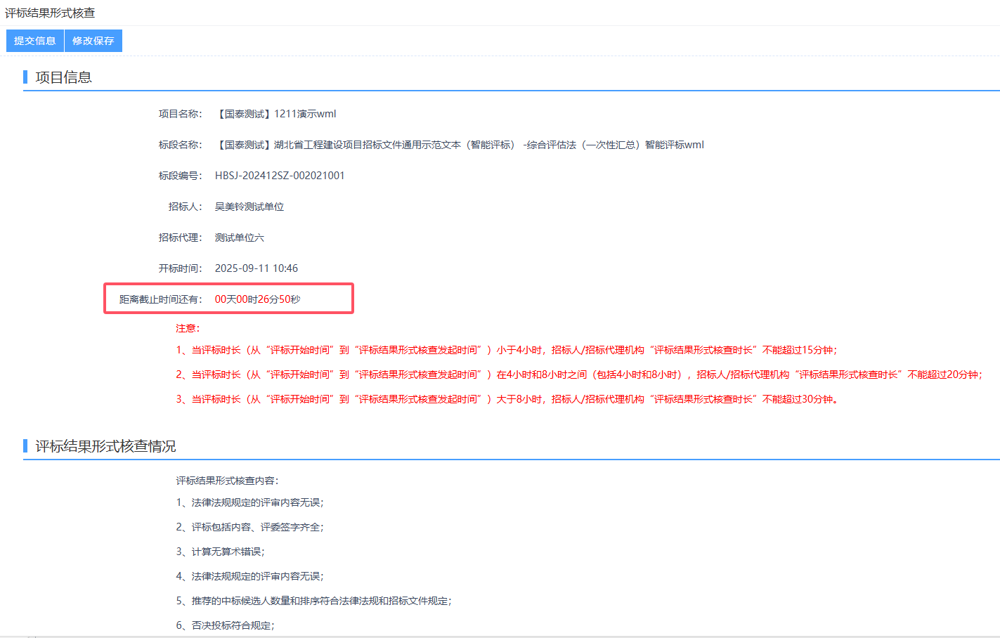 评标结果形式核查
提交信息 修改保存
项目信息
项目名称： 【国泰测试】1211演示wml
标段名称： 【国泰测试】湖北省工程建设项目招标文件通用示范文本（智能评标） -综合评估法（一次性汇总）智能评标wml
标段编号： HBSJ-202412SZ-002021001
招标人： 吴美铃测试单位
招标代理： 测试单位六
开标时间： 2025-09-11 10:46
距离截止时间还有： 00天00时26分50秒
注意：
1、当评标时长（从“评标开始时间”到“评标结果形式核查发起时间”）小于4小时，招标人/招标代理机构“评标结果形式核查时长”不能超过15分钟；
2、当评标时长（从“评标开始时间”到“评标结果形式核查发起时间”）在4小时和8小时之间（包括4小时和8小时），招标人/招标代理机构“评标结果形式核查时长”不能超过20分钟；
3、当评标时长（从“评标开始时间”到“评标结果形式核查发起时间”）大于8小时，招标人/招标代理机构“评标结果形式核查时长”不能超过30分钟。
评标结果形式核查情况
评标结果形式核查内容：
1、法律法规规定的评审内容无误；
2、评标包括内容、评委签字齐全；
3、计算无算术错误；
4、法律法规规定的评审内容无误；
5、推荐的中标候选人数量和排序符合法律法规和招标文件规定；
6、否决投标符合规定；